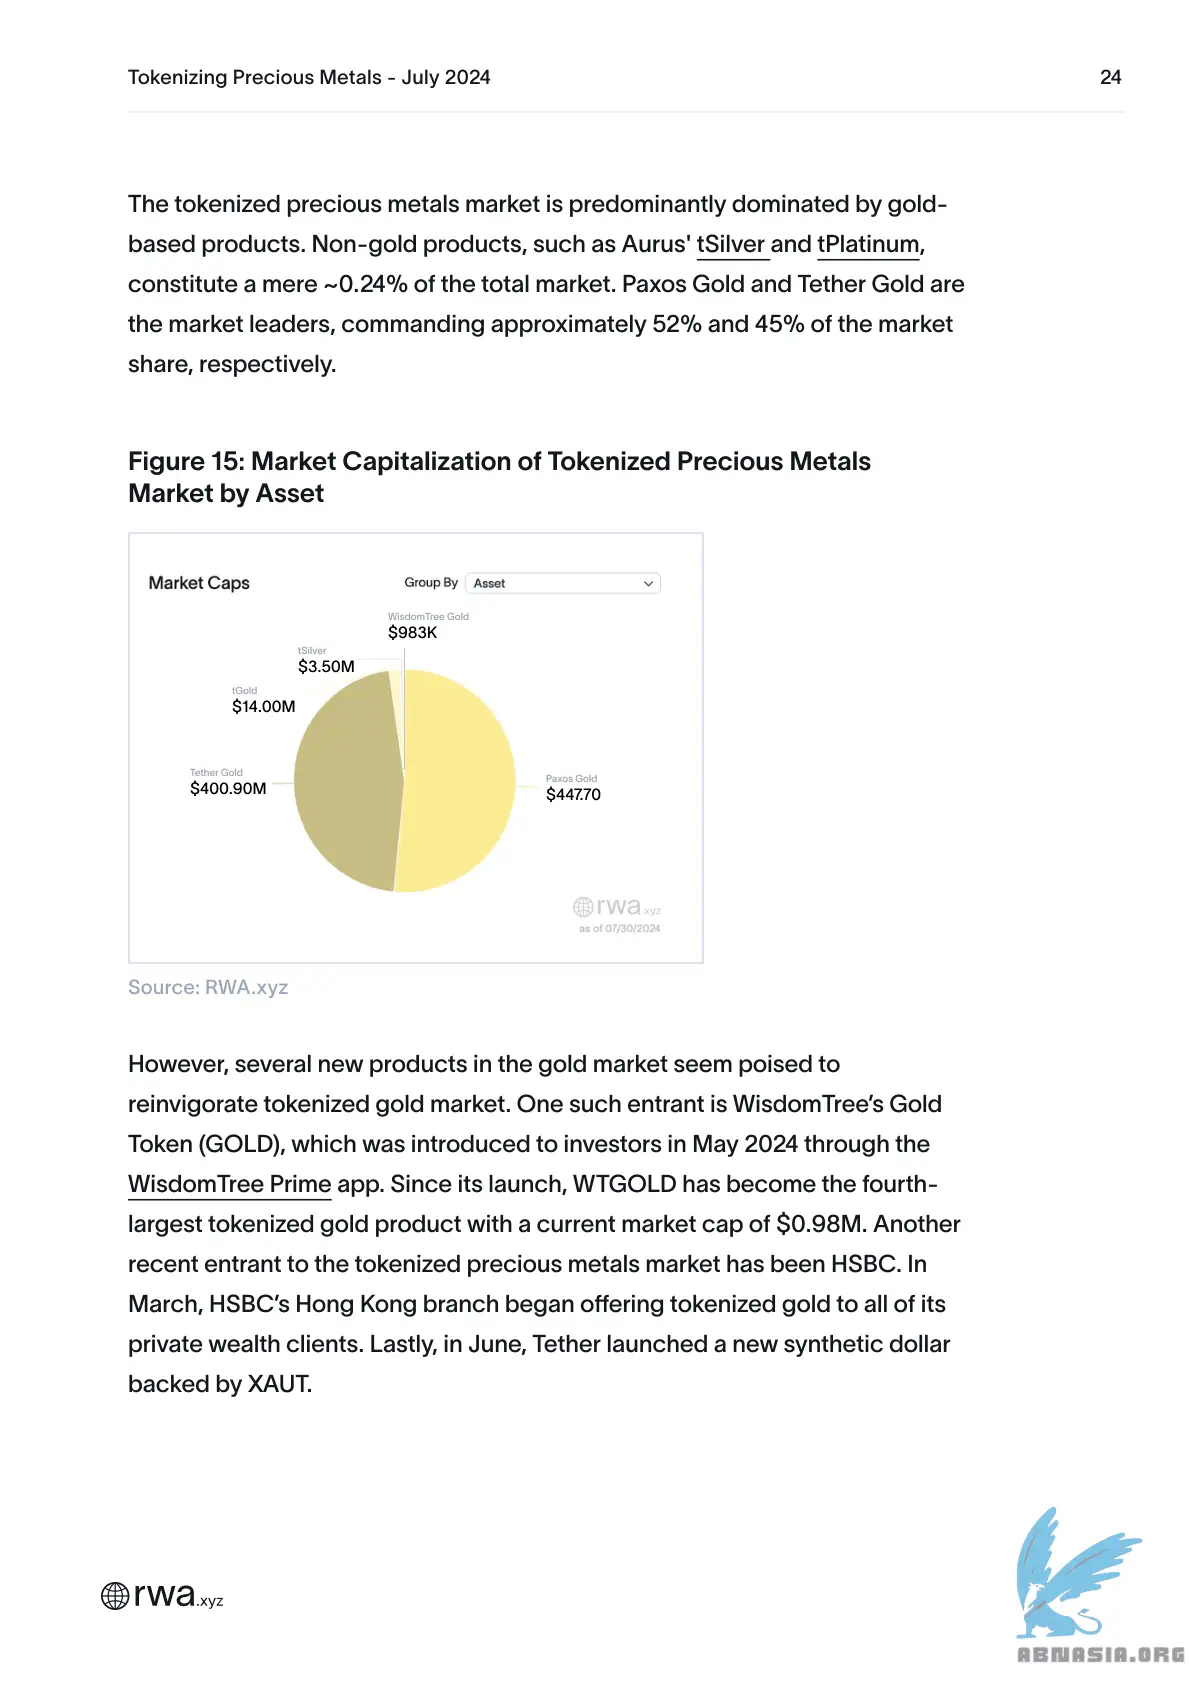 Tokenizing Precious Metals - July 2024
24
The tokenized precious metals market is predominantly dominated by gold-
based products. Non-gold products, such as Aurus' tSilver and tPlatinum,
constitute a mere ~0.24% of the total market. Paxos Gold and Tether Gold are
the market leaders, commanding approximately 52% and 45% of the market
share, respectively.
Figure 15: Market Capitalization of Tokenized Precious Metals
Market by Asset
Market Caps
Group By
Asset
WisdomTree Gold
$983K
tSilver
$3.50M
tGold
$14.00M
Tether Gold
$400.90M
Paxos Gold
$447.70
rwa.xyz
as of 07/30/2024
Source: RWA.xyz
However, several new products in the gold market seem poised to
reinvigorate tokenized gold market. One such entrant is WisdomTree’s Gold
Token (GOLD), which was introduced to investors in May 2024 through the
WisdomTree Prime app. Since its launch, WTGOLD has become the fourth-
largest tokenized gold product with a current market cap of $0.98M. Another
recent entrant to the tokenized precious metals market has been HSBC. In
March, HSBC’s Hong Kong branch began offering tokenized gold to all of its
private wealth clients. Lastly, in June, Tether launched a new synthetic dollar
backed by XAUT.
rwa.xyz
ABNASIA.ORG